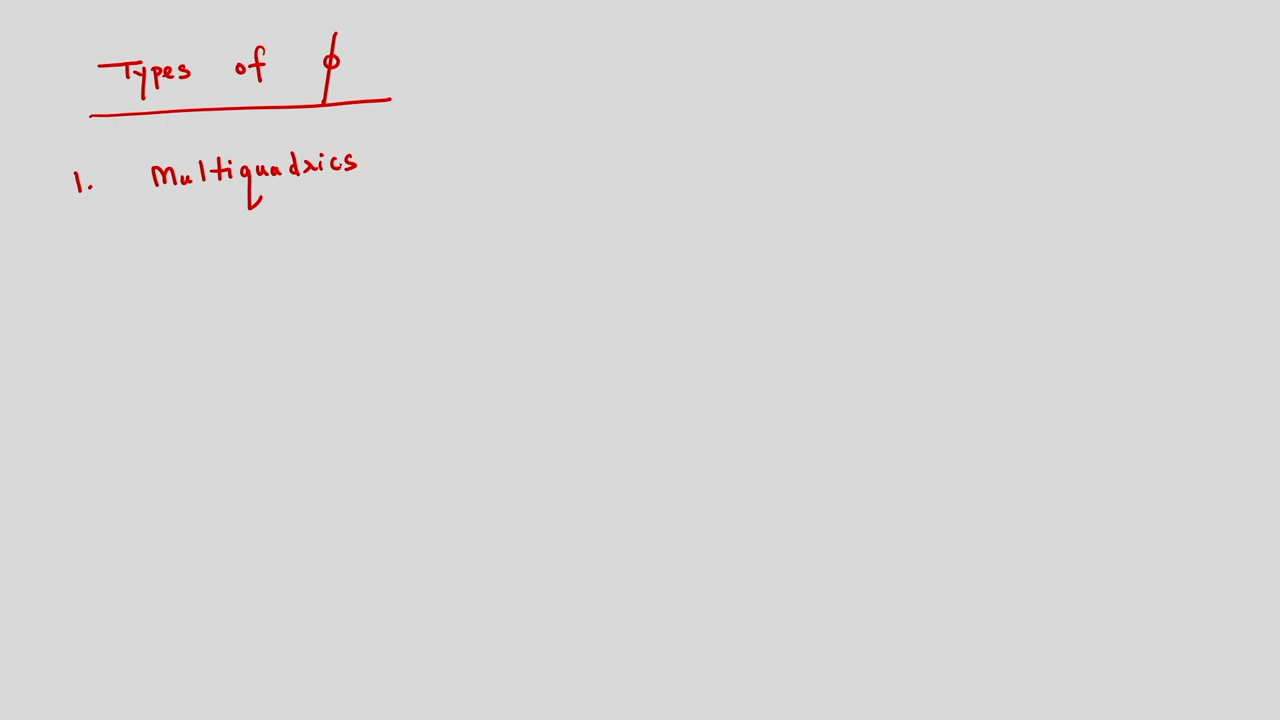 Types of ϕ
1. Multiquadrics